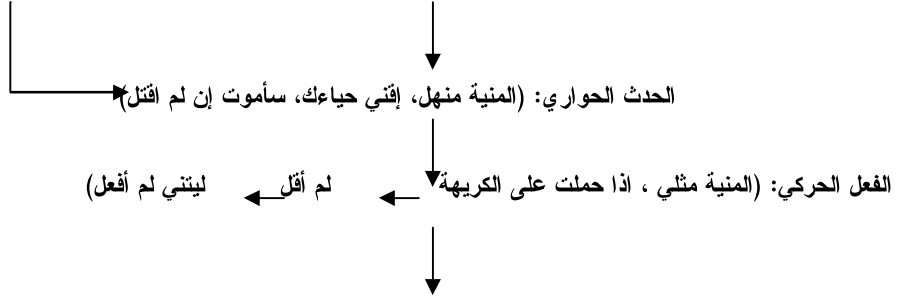 الحدث الحواري: (المنية منهل، إقني حياءك، سأموت إن لم اقتل)
الفعل الحركي: (المنية مثلي ، اذا حملت على الكريهة لم أقل ليتني لم أفعل)